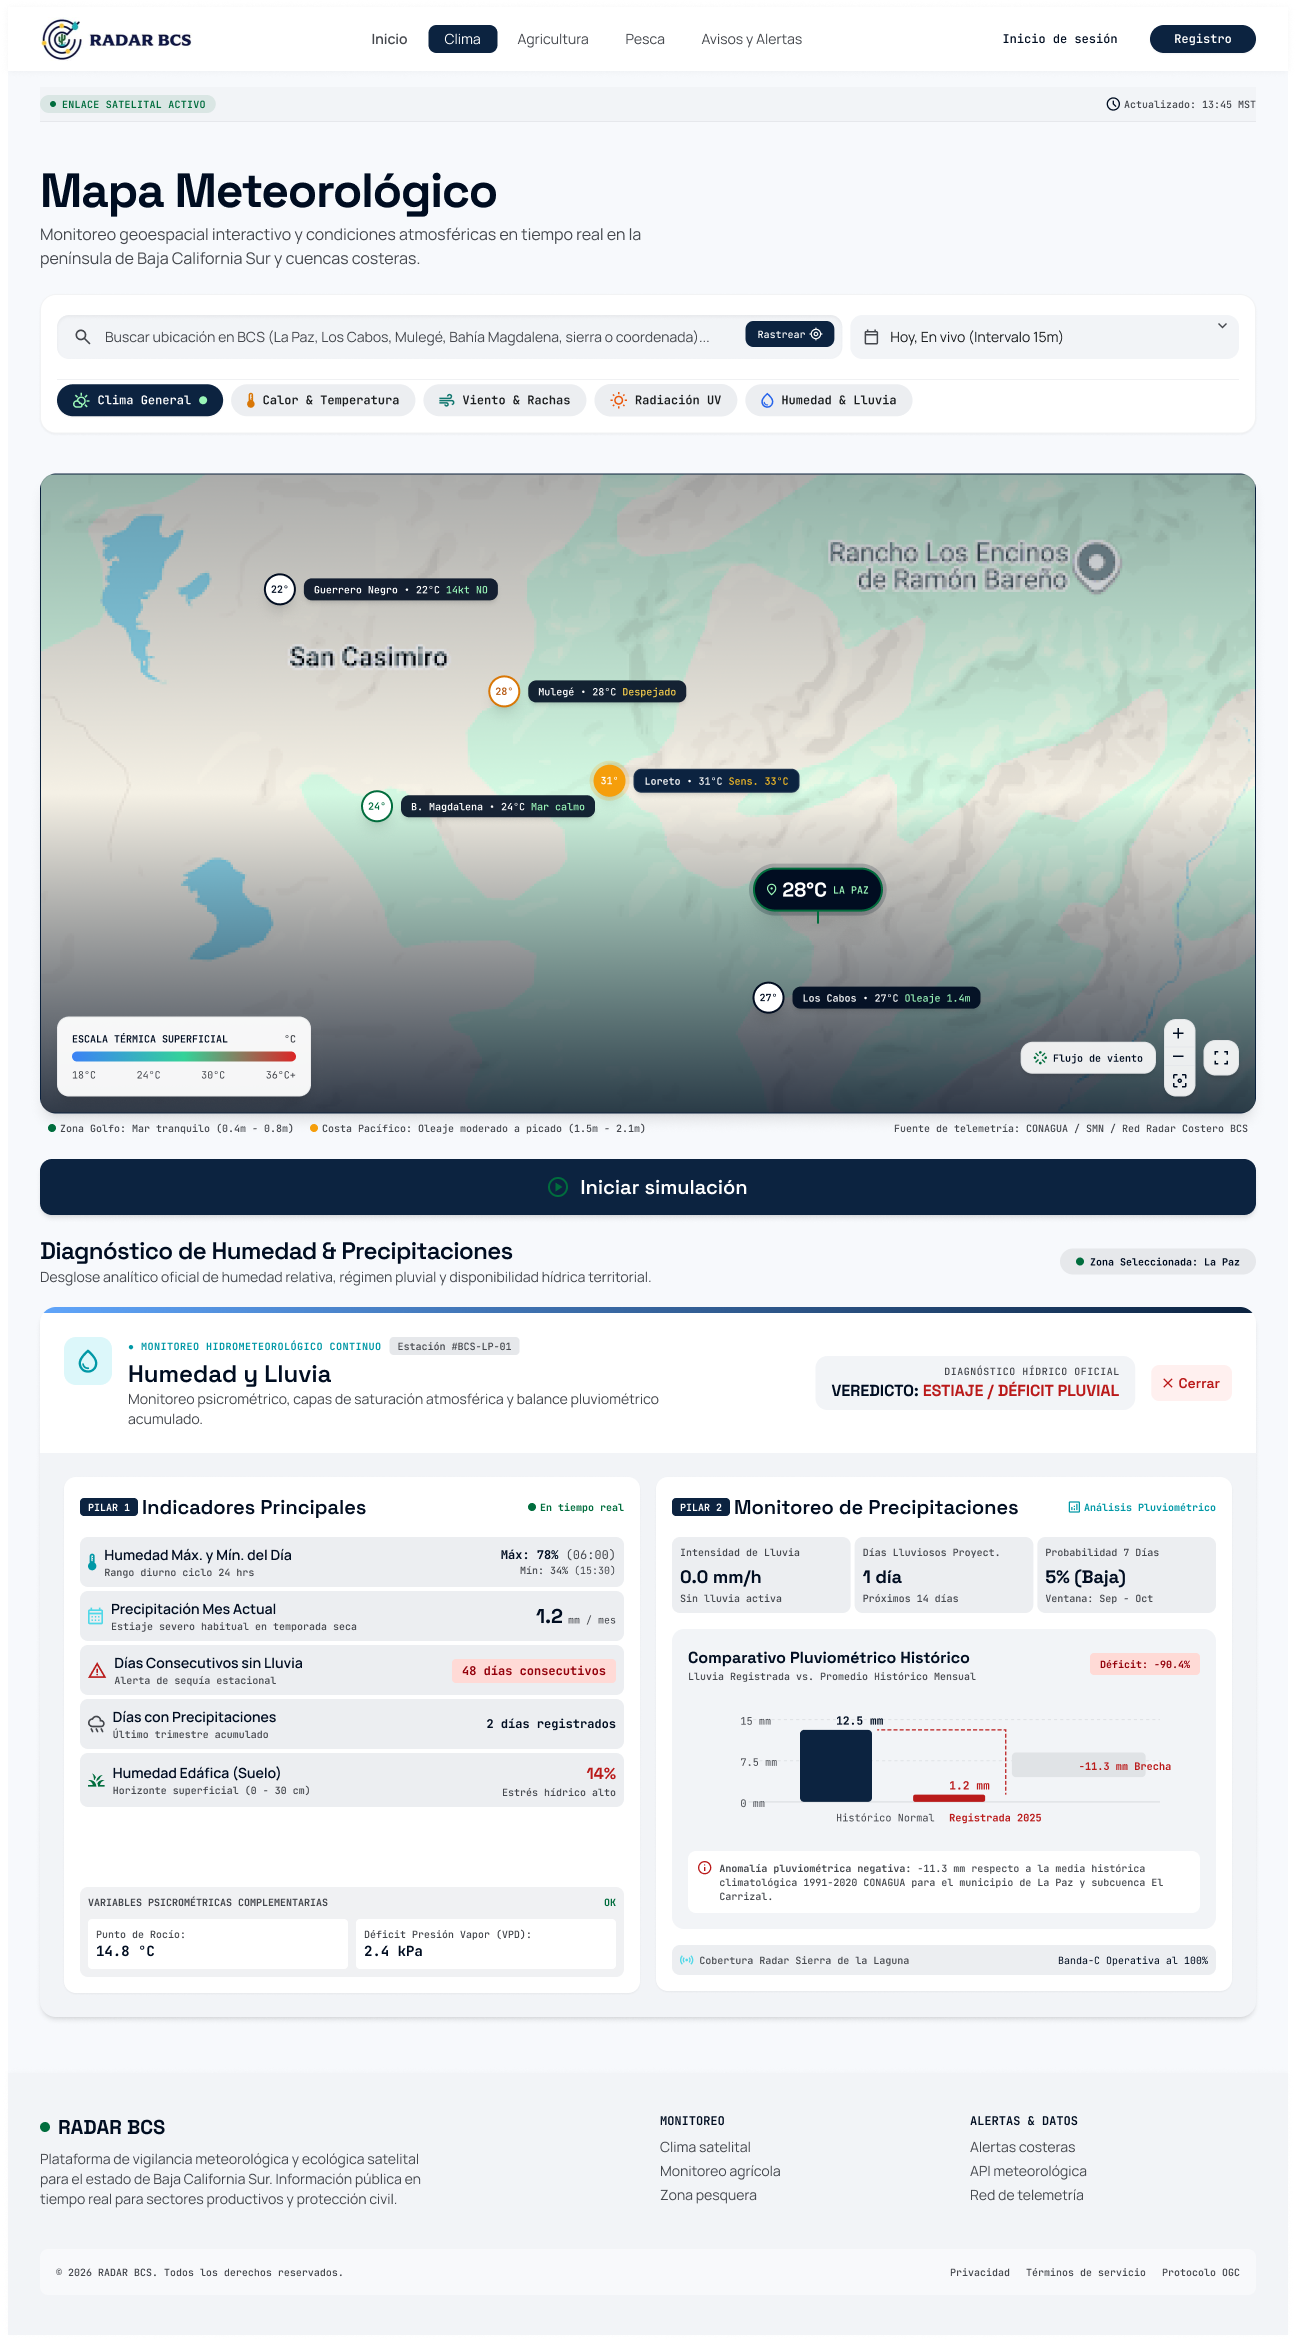 RADAR BCS
Inicio
Clima
Agricultura
Pesca
Avisos y Alertas
Inicio de sesión
Registro
ENLACE SATELITAL ACTIVO
Actualizado: 13:45 MST
Mapa Meteorológico
Monitoreo geoespacial interactivo y condiciones atmosféricas en tiempo real en la
península de Baja California Sur y cuencas costeras.
Buscar ubicación en BCS (La Paz, Los Cabos, Mulegé, Bahía Magdalena, sierra o coordenada)...
Rastrear
Hoy, En vivo (Intervalo 15m)
Clima General
Calor & Temperatura
Viento & Rachas
Radiación UV
Humedad & Lluvia
Rancho Los Encinos
de Ramón Bareño
22°
Guerrero Negro • 22°C 14kt NO
San Casimiro
28°
Mulegé • 28°C Despejado
31°
Loreto • 31°C Sens. 33°C
24°
B. Magdalena • 24°C Mar calmo
28°C LA PAZ
27°
Los Cabos • 27°C Oleaje 1.4m
ESCALA TÉRMICA SUPERFICIAL °C
18°C 24°C 30°C 36°C+
Flujo de viento
Zona Golfo: Mar tranquilo (0.4m - 0.8m)
Costa Pacífico: Oleaje moderado a picado (1.5m - 2.1m)
Fuente de telemetría: CONAGUA / SMN / Red Radar Costero BCS
Iniciar simulación
Diagnóstico de Humedad & Precipitaciones
Desglose analítico oficial de humedad relativa, régimen pluvial y disponibilidad hídrica territorial.
Zona Seleccionada: La Paz
• MONITOREO HIDROMETEOROLÓGICO CONTINUO
Estación #BCS-LP-01
Humedad y Lluvia
Monitoreo psicrométrico, capas de saturación atmosférica y balance pluviométrico
acumulado.
DIAGNÓSTICO HÍDRICO OFICIAL
VEREDICTO: ESTIAJE / DÉFICIT PLUVIAL
Cerrar
PILAR 1 Indicadores Principales
En tiempo real
Humedad Máx. y Mín. del Día
Rango diurno ciclo 24 hrs
Máx: 78% (06:00)
Mín: 34% (15:30)
Precipitación Mes Actual
Estiaje severo habitual en temporada seca
1.2 mm / mes
Días Consecutivos sin Lluvia
Alerta de sequía estacional
48 días consecutivos
Días con Precipitaciones
Último trimestre acumulado
2 días registrados
Humedad Edáfica (Suelo)
Horizonte superficial (0 - 30 cm)
14%
Estrés hídrico alto
VARIABLES PSICROMÉTRICAS COMPLEMENTARIAS OK
Punto de Rocío:
14.8 °C
Déficit Presión Vapor (VPD):
2.4 kPa
PILAR 2 Monitoreo de Precipitaciones
Análisis Pluviométrico
Intensidad de Lluvia
0.0 mm/h
Sin lluvia activa
Días Lluviosos Proyect.
1 día
Próximos 14 días
Probabilidad 7 Días
5% (Baja)
Ventana: Sep - Oct
Comparativo Pluviométrico Histórico
Lluvia Registrada vs. Promedio Histórico Mensual
Déficit: -90.4%
15 mm
12.5 mm
7.5 mm
-11.3 mm Brecha
1.2 mm
0 mm
Histórico Normal
Registrada 2025
Anomalía pluviométrica negativa: -11.3 mm respecto a la media histórica
climatológica 1991-2020 CONAGUA para el municipio de La Paz y subcuenca El
Carrizal.
Cobertura Radar Sierra de la Laguna
Banda-C Operativa al 100%
RADAR BCS
Plataforma de vigilancia meteorológica y ecológica satelital
para el estado de Baja California Sur. Información pública en
tiempo real para sectores productivos y protección civil.
MONITOREO
Clima satelital
Monitoreo agrícola
Zona pesquera
ALERTAS & DATOS
Alertas costeras
API meteorológica
Red de telemetría
© 2026 RADAR BCS. Todos los derechos reservados.
Privacidad
Términos de servicio
Protocolo OGC